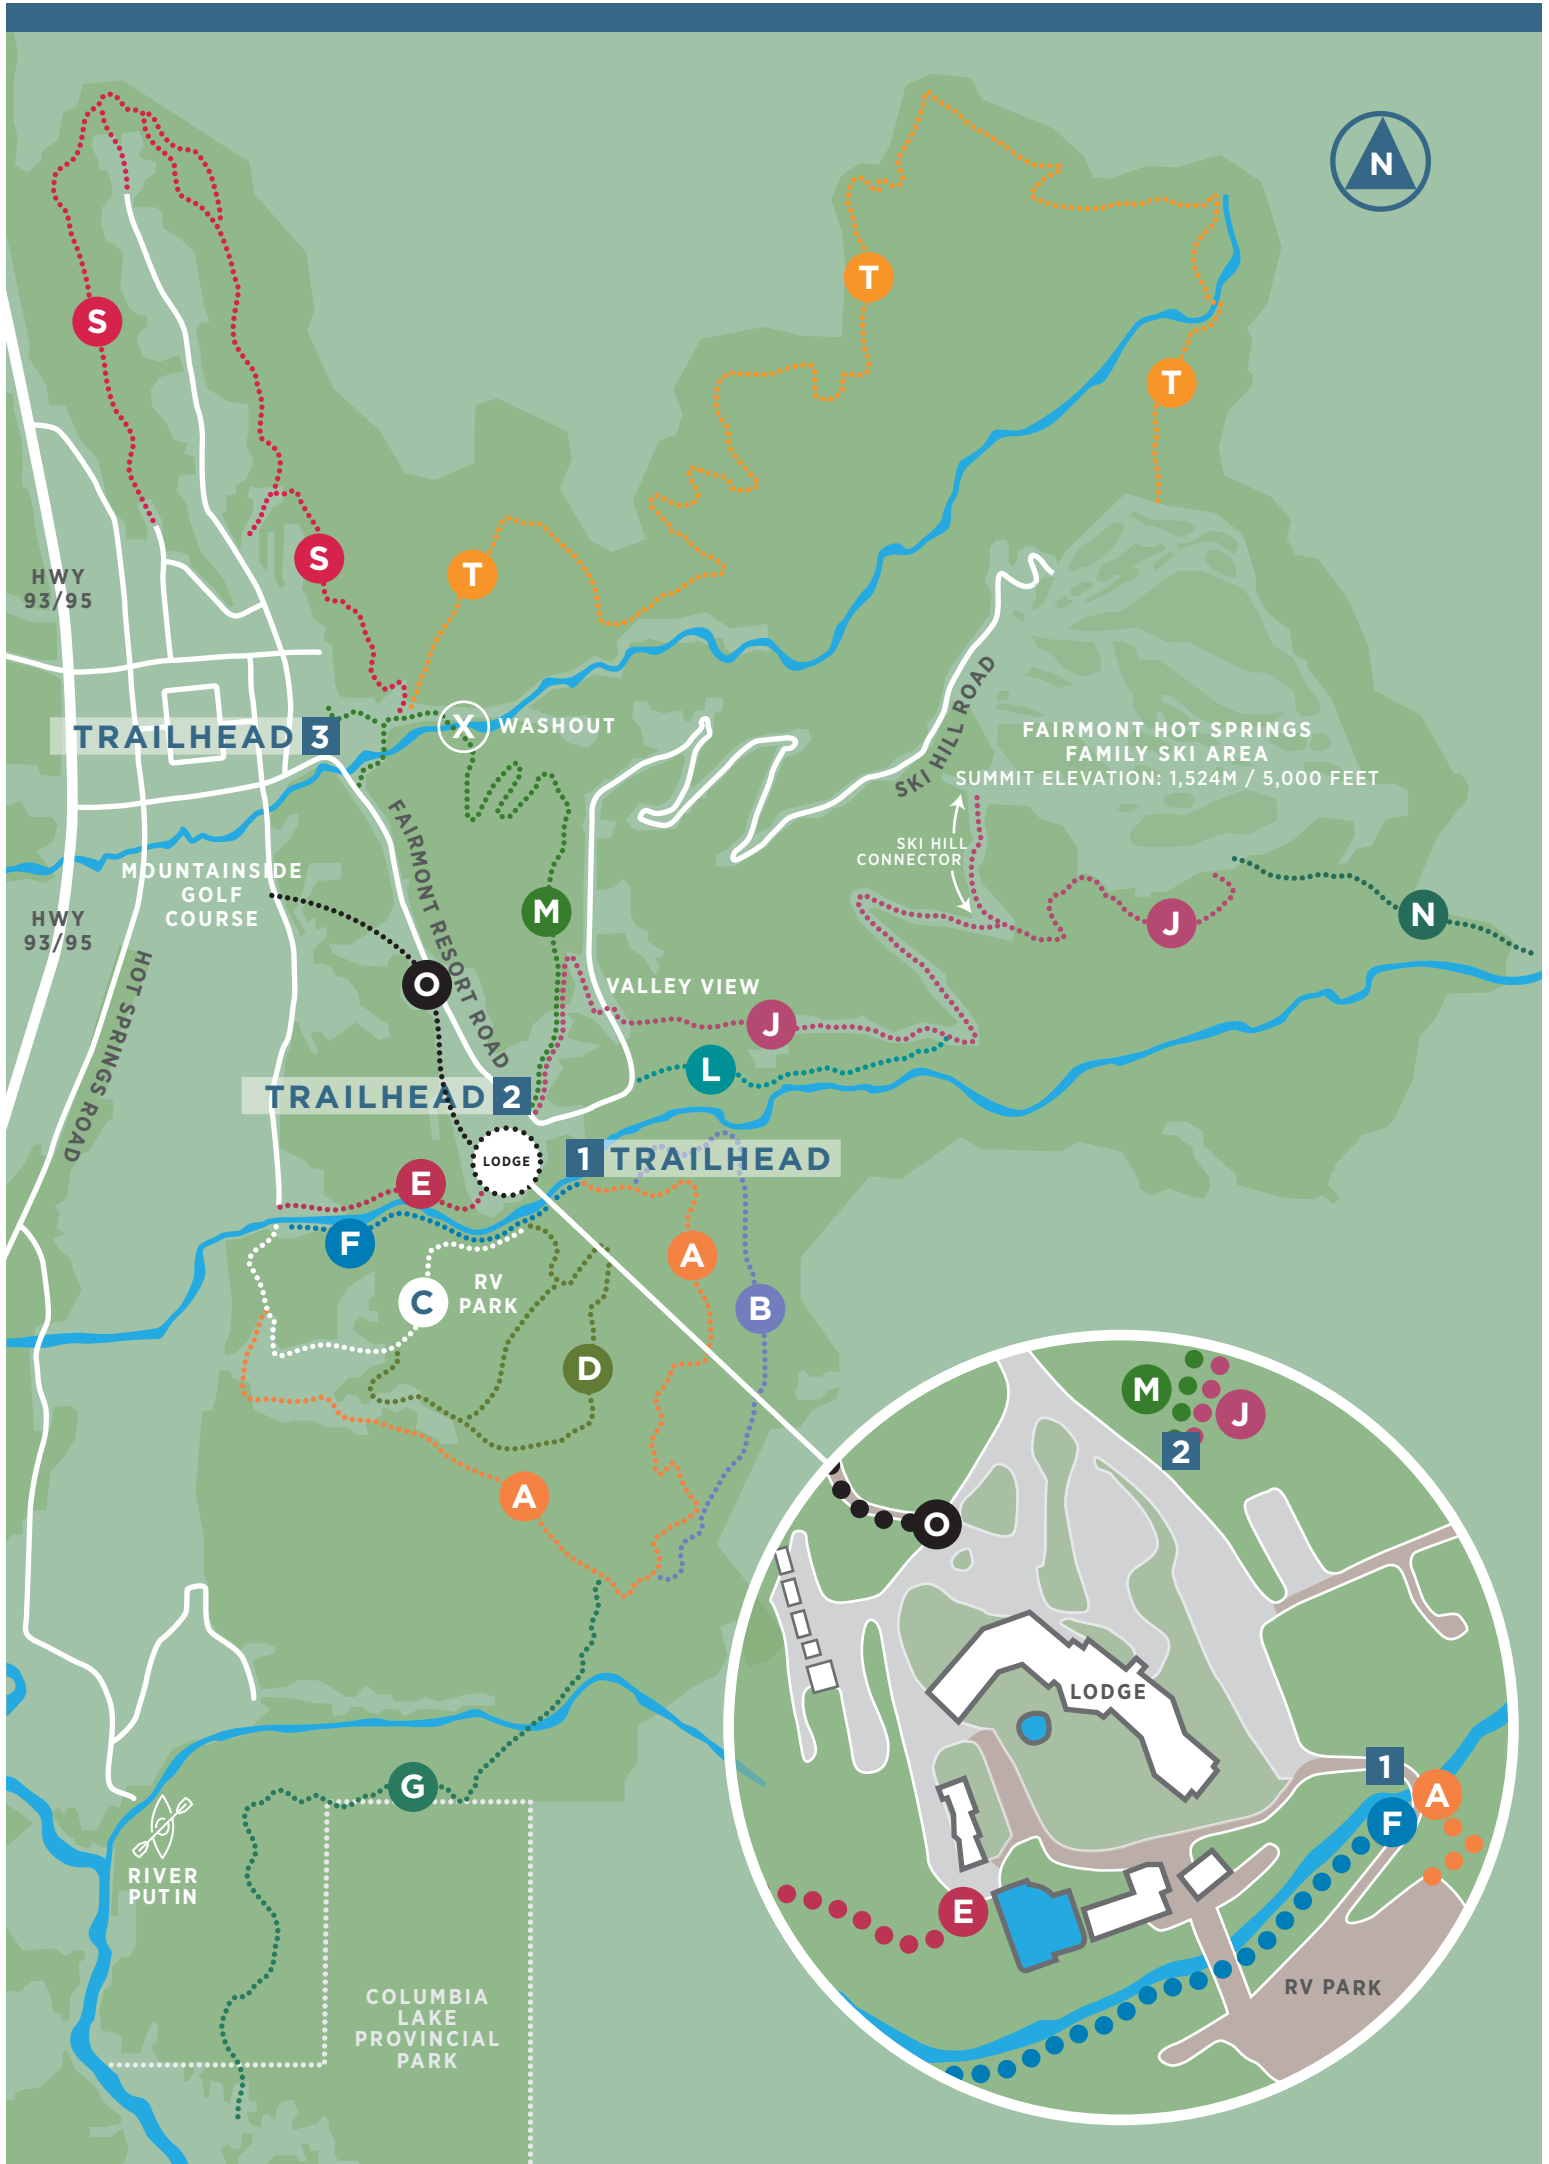 N
S
T
T
S
T
HWY
93/95
TRAILHEAD 3
X WASHOUT
SKI HILL ROAD
FAIRMONT HOT SPRINGS
FAMILY SKI AREA
SUMMIT ELEVATION: 1,524M / 5,000 FEET
SKI HILL
CONNECTOR
MOUNTAINSIDE
GOLF
COURSE
HWY
93/95
FAIRMONT RESORT ROAD
M
J
N
O
HOT SPRINGS ROAD
VALLEY VIEW
J
L
TRAILHEAD 2
LODGE
1 TRAILHEAD
E
F
A
C
RV
PARK
B
D
A
M
J
2
O
LODGE
1
A
F
G
RIVER
PUT IN
E
RV PARK
COLUMBIA
LAKE
PROVINCIAL
PARK